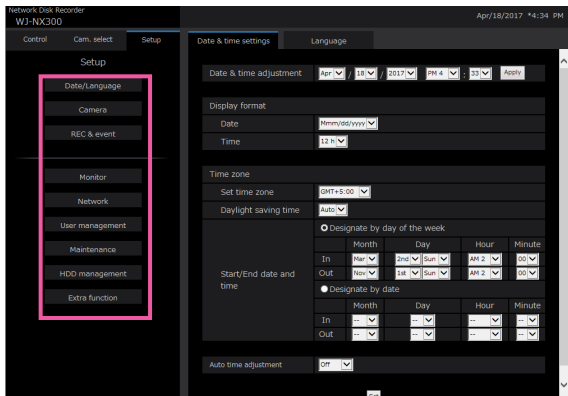 Network Disk Recorder
WJ-NX300
Apr/18/2017 *4:34 PM
Control Cam. select Setup
Date & time settings Language
Setup
Date/Language
Camera
REC & event
Monitor
Network
User management
Maintenance
HDD management
Extra function
Date & time adjustment Apr / 18 / 2017 PM 4 : 33 Apply
Display format
Date Mmm/dd/yyyy
Time 12 h
Time zone
Set time zone GMT+5:00
Daylight saving time Auto
Start/End date and time
Designate by day of the week
Month Day Hour Minute
In Mar 2nd Sun AM 2 00
Out Nov 1st Sun AM 2 00
Designate by date
Month Day Hour Minute
In -- -- -- --
Out -- -- -- --
Auto time adjustment Off
Set